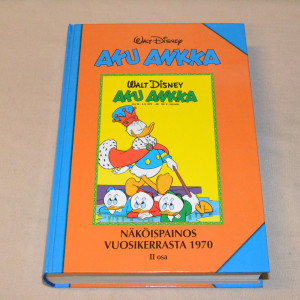 Walt Disney
AKU ANKKA
WALT DISNEY
AKU ANKKA
NÄKÖISPAINOS
VUOSIKERRASTA 1970
II osa